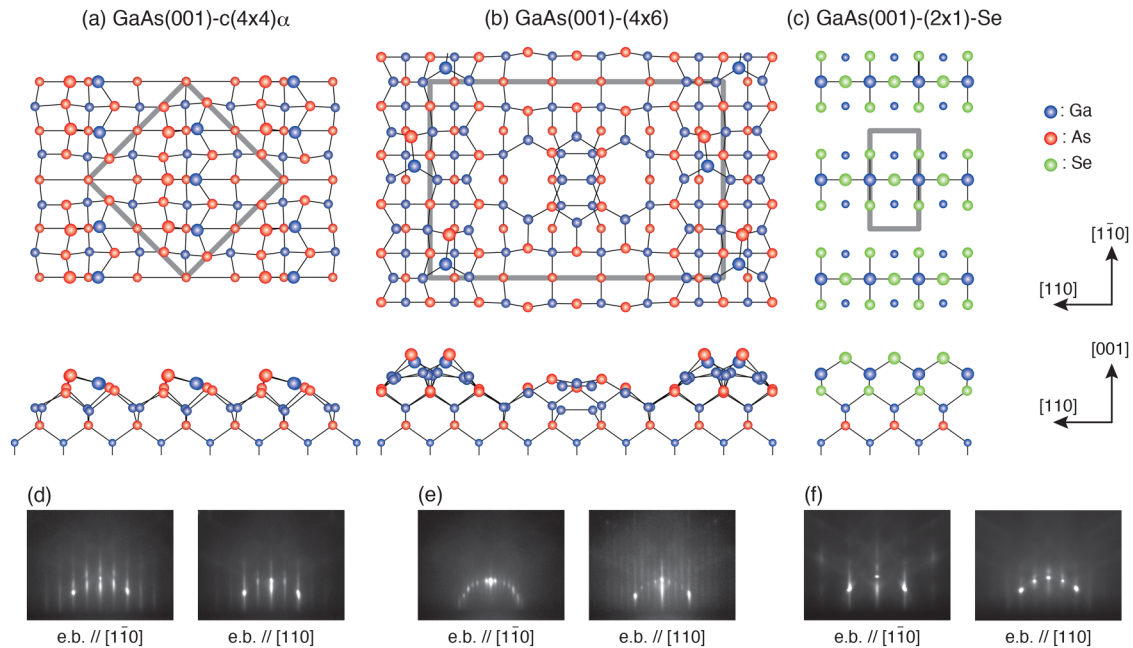 (a) GaAs(001)-c(4x4)α
(b) GaAs(001)-(4x6)
(c) GaAs(001)-(2x1)-Se
: Ga
: As
: Se
[11̅0]
[110]
[001]
[110]
(d)
(e)
(f)
e.b. // [11̅0]
e.b. // [110]
e.b. // [11̅0]
e.b. // [110]
e.b. // [11̅0]
e.b. // [110]